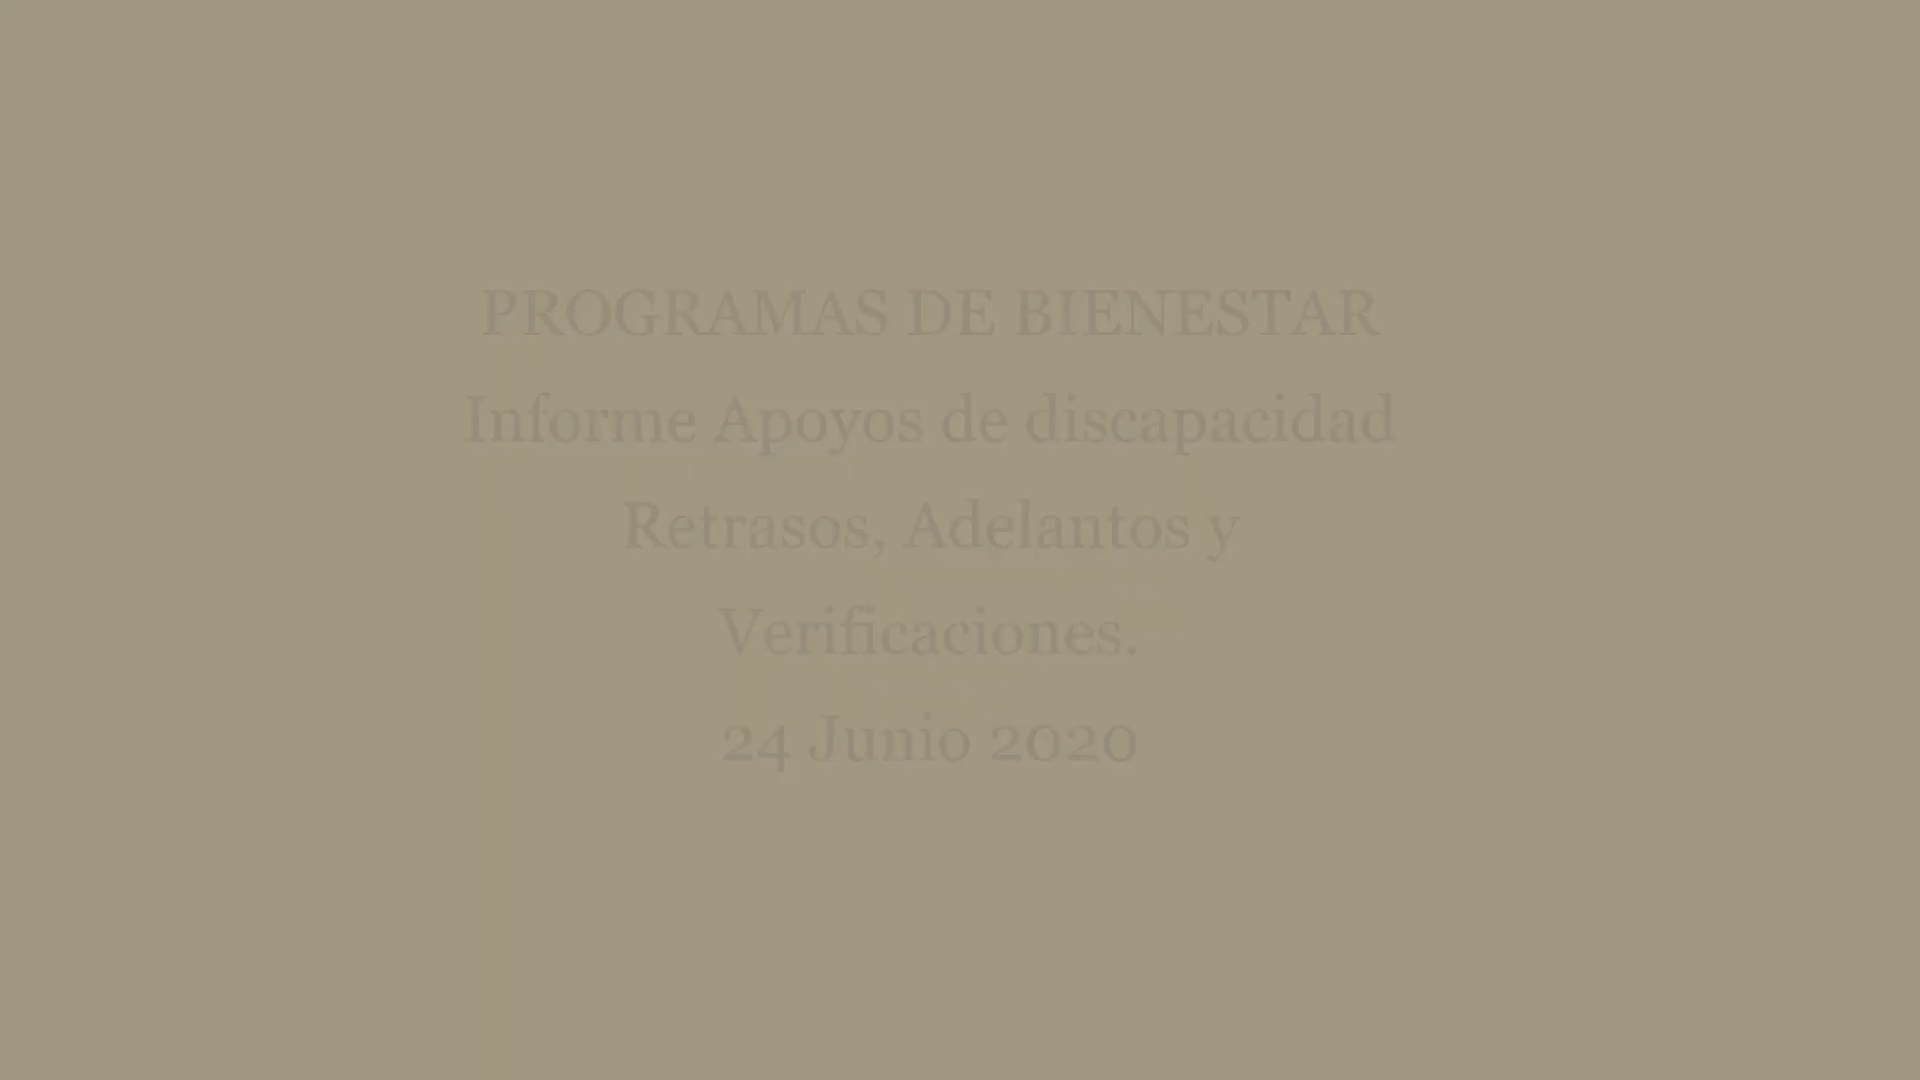 PROGRAMAS DE BIENESTAR
Informe Apoyos de discapacidad
Retrasos, Adelantos y
Verificaciones.
24 Junio 2020